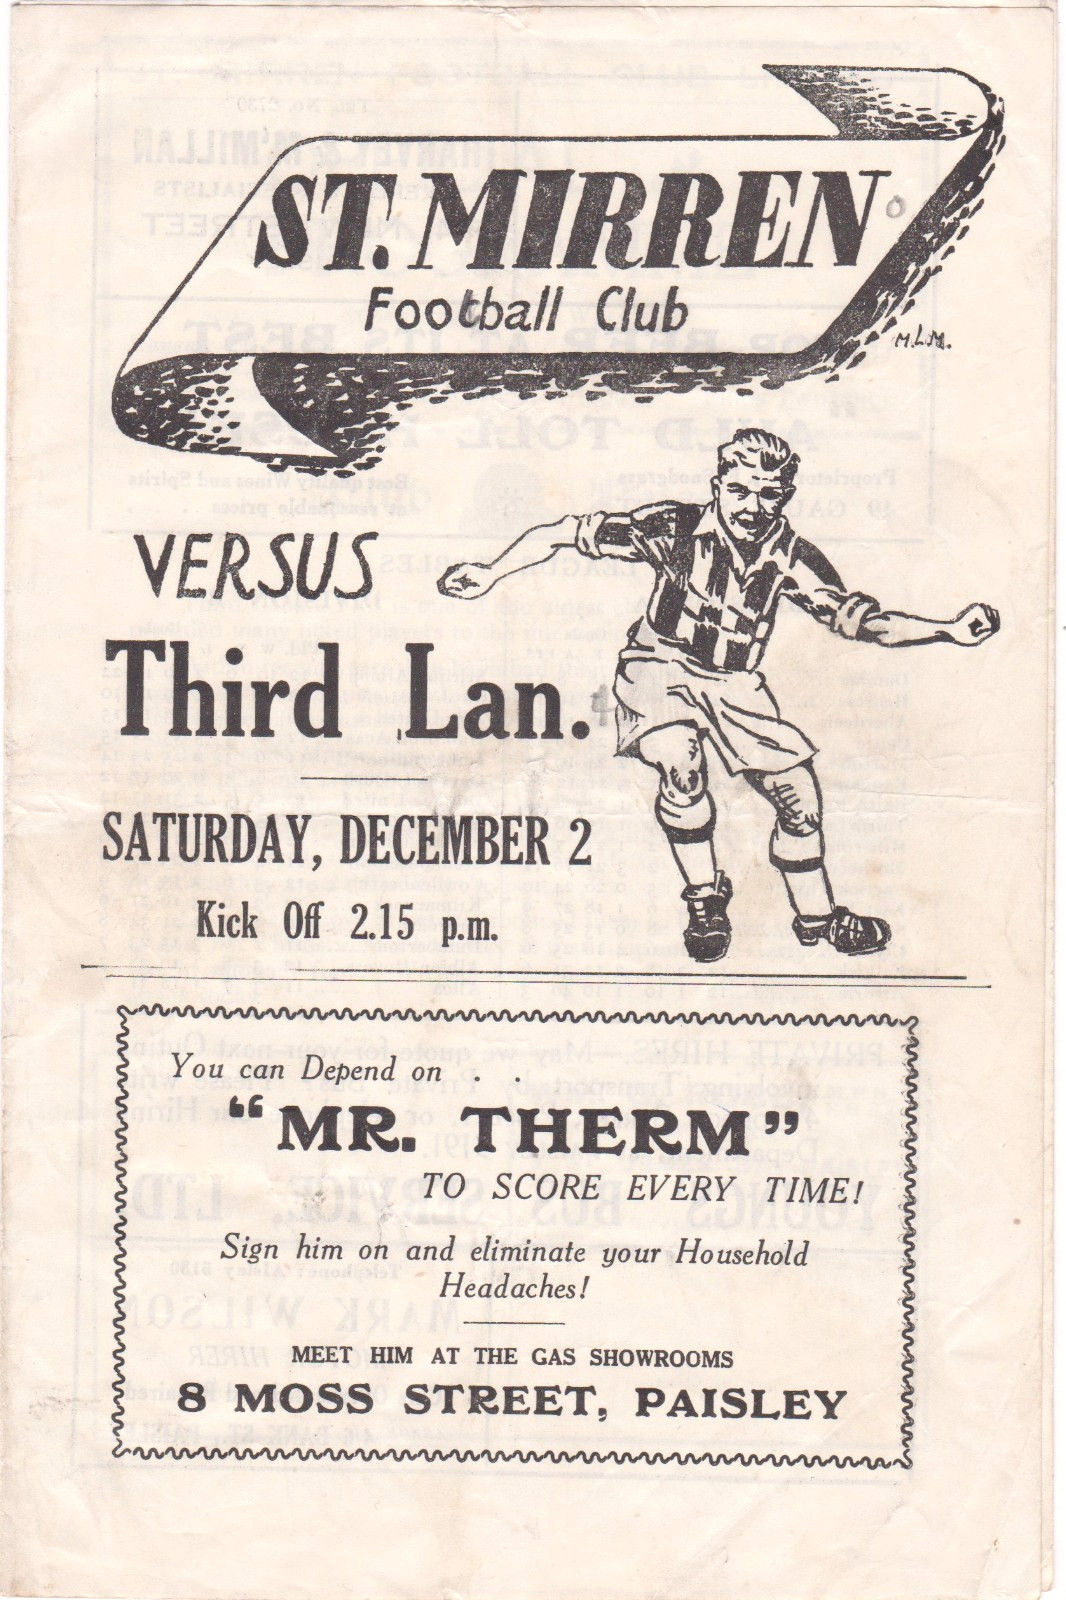 ST. MIRREN 0
Football Club
M.L.M.
VERSUS
Third Lan. 4
SATURDAY, DECEMBER 2
Kick Off 2.15 p.m.
You can Depend on . .
"MR. THERM"
TO SCORE EVERY TIME!
Sign him on and eliminate your Household
Headaches!
MEET HIM AT THE GAS SHOWROOMS
8 MOSS STREET, PAISLEY